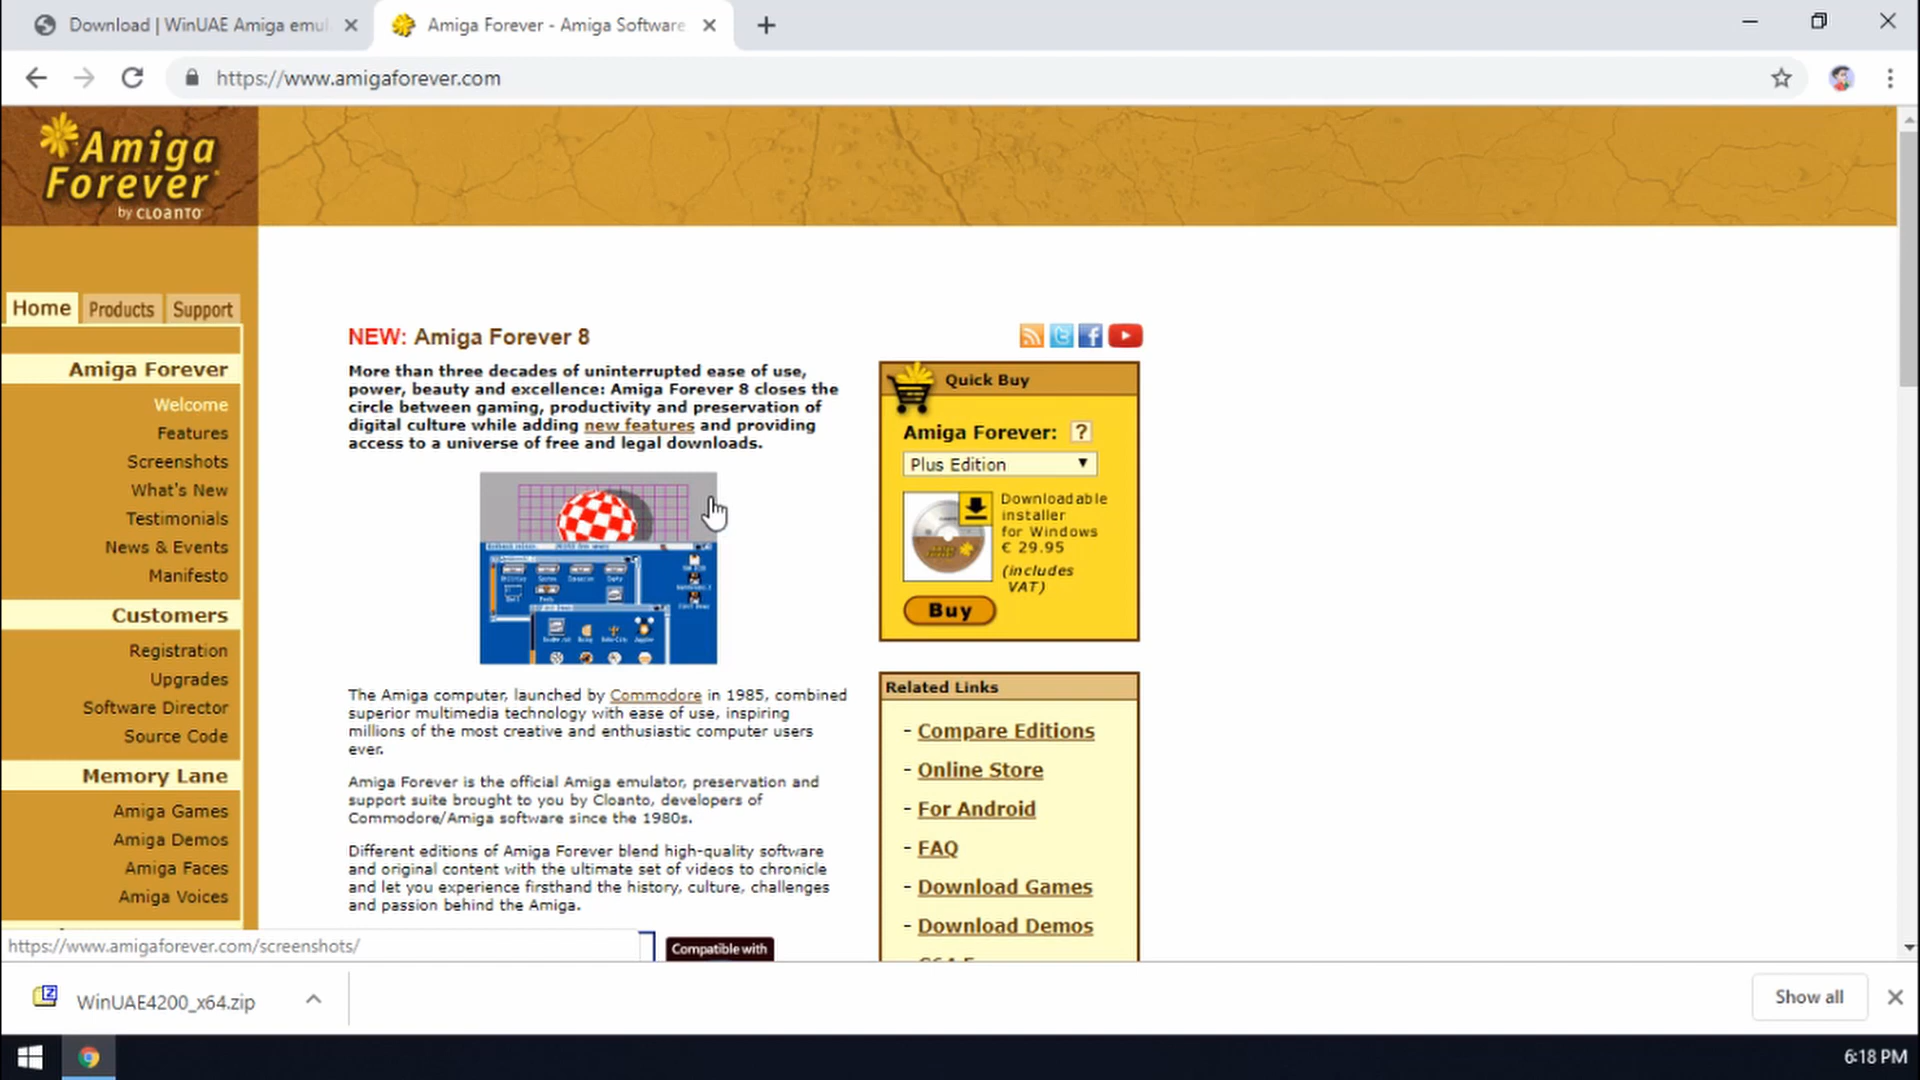 Download | WinUAE Amiga emul
Amiga Forever - Amiga Software
https://www.amigaforever.com
Amiga
Forever
by CLOANTO
Home
Products
Support
Amiga Forever
Welcome
Features
Screenshots
What's New
Testimonials
News & Events
Manifesto
Customers
Registration
Upgrades
Software Director
Source Code
Memory Lane
Amiga Games
Amiga Demos
Amiga Faces
Amiga Voices
NEW: Amiga Forever 8
More than three decades of uninterrupted ease of use,
power, beauty and excellence: Amiga Forever 8 closes the
circle between gaming, productivity and preservation of
digital culture while adding new features and providing
access to a universe of free and legal downloads.
The Amiga computer, launched by Commodore in 1985, combined
superior multimedia technology with ease of use, inspiring
millions of the most creative and enthusiastic computer users
ever.
Amiga Forever is the official Amiga emulator, preservation and
support suite brought to you by Cloanto, developers of
Commodore/Amiga software since the 1980s.
Different editions of Amiga Forever blend high-quality software
and original content with the ultimate set of videos to chronicle
and let you experience firsthand the history, culture, challenges
and passion behind the Amiga.
Compatible with
Quick Buy
Amiga Forever: ?
Plus Edition
Downloadable
installer
for Windows
€ 29.95
(includes
VAT)
Buy
Related Links
- Compare Editions
- Online Store
- For Android
- FAQ
- Download Games
- Download Demos
https://www.amigaforever.com/screenshots/
WinUAE4200_x64.zip
Show all
6:18 PM